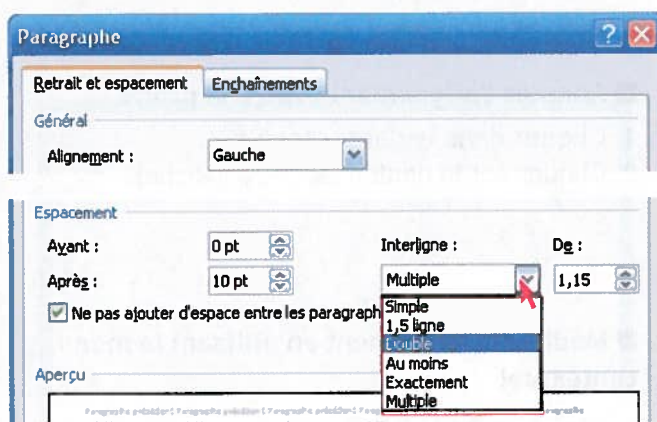 Paragraphe
Retrait et espacement Enchaînements
Général
Alignement : Gauche
Espacement
Avant : 0 pt Interligne : De :
Après : 10 pt Multiple 1,15
Ne pas ajouter d'espace entre les paragraph
Simple
1,5 ligne
Double
Au moins
Exactement
Multiple
Aperçu